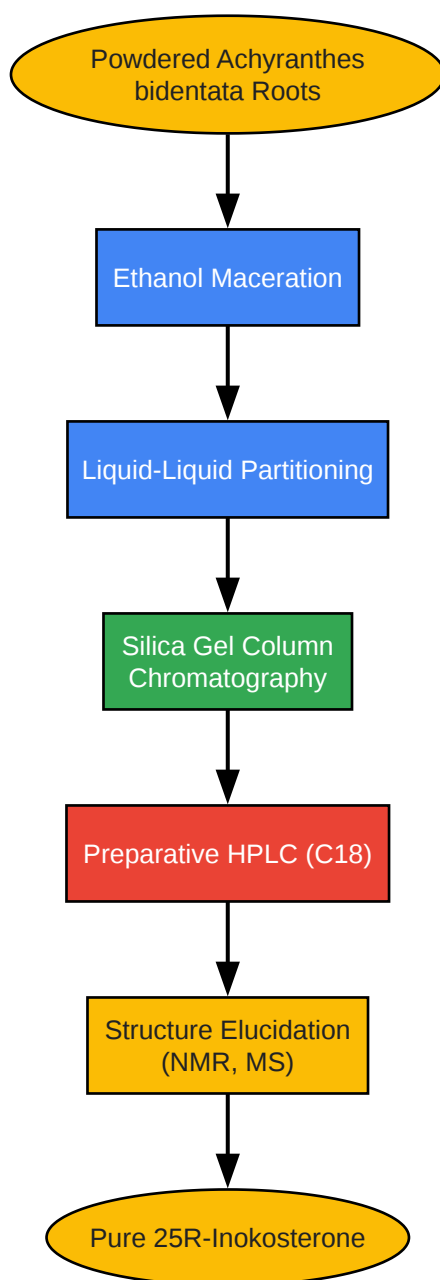 Powdered Achyranthes
bidentata Roots
Ethanol Maceration
Liquid-Liquid Partitioning
Silica Gel Column
Chromatography
Preparative HPLC (C18)
Structure Elucidation
(NMR, MS)
Pure 25R-Inokosterone